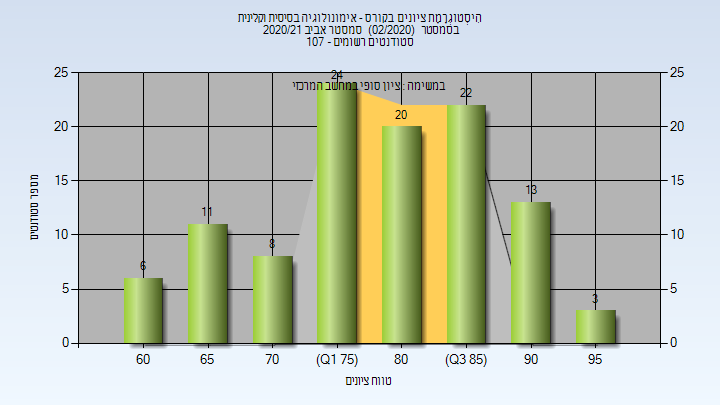 היסטוגרמת ציונים בקורס - אימונולוגיה בסיסית וקלינית
בסמסטר (02/2020) סמסטר אביב 2020/21
סטודנטים רשומים - 107
במשימה : ציון סופי במחשב המרכזי
25 25
20 20
15 15
10 10
5 5
0 0
6 11 8 24 20 22 13 3
60 65 70 (Q1 75) 80 (Q3 85) 90 95
מספר סטודנטים
טווח ציונים